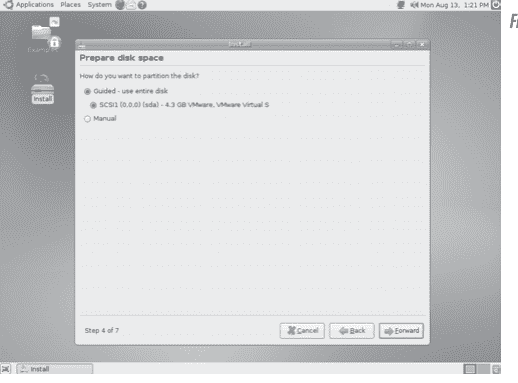 Applications Places System Mon Aug 13, 1:21 PM
Install
Install
Prepare disk space
How do you want to partition the disk?
Guided - use entire disk
SCSI1 (0,0,0) (sda) - 4.3 GB VMware, VMware Virtual S
Manual
Step 4 of 7
Cancel Back Forward
Install